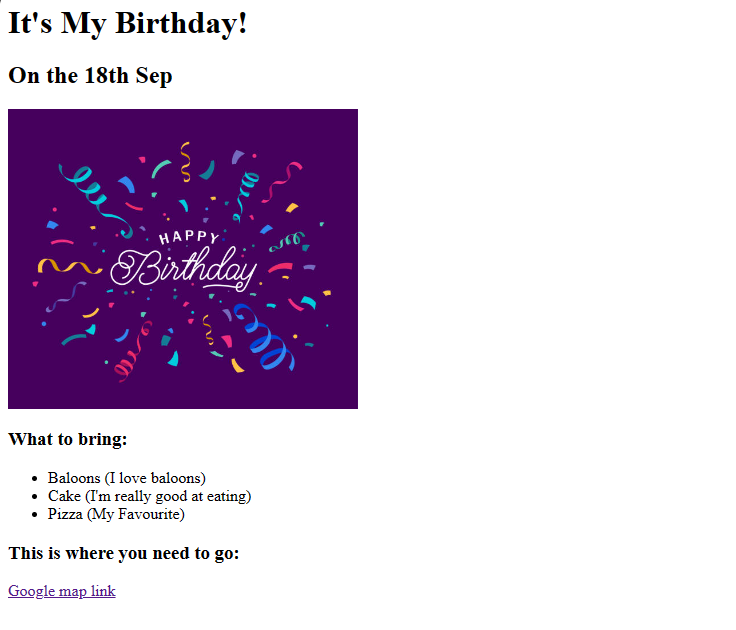 It's My Birthday!
On the 18th Sep
HAPPY
Birthday
What to bring:
Baloons (I love baloons)
Cake (I'm really good at eating)
Pizza (My Favourite)
This is where you need to go:
Google map link